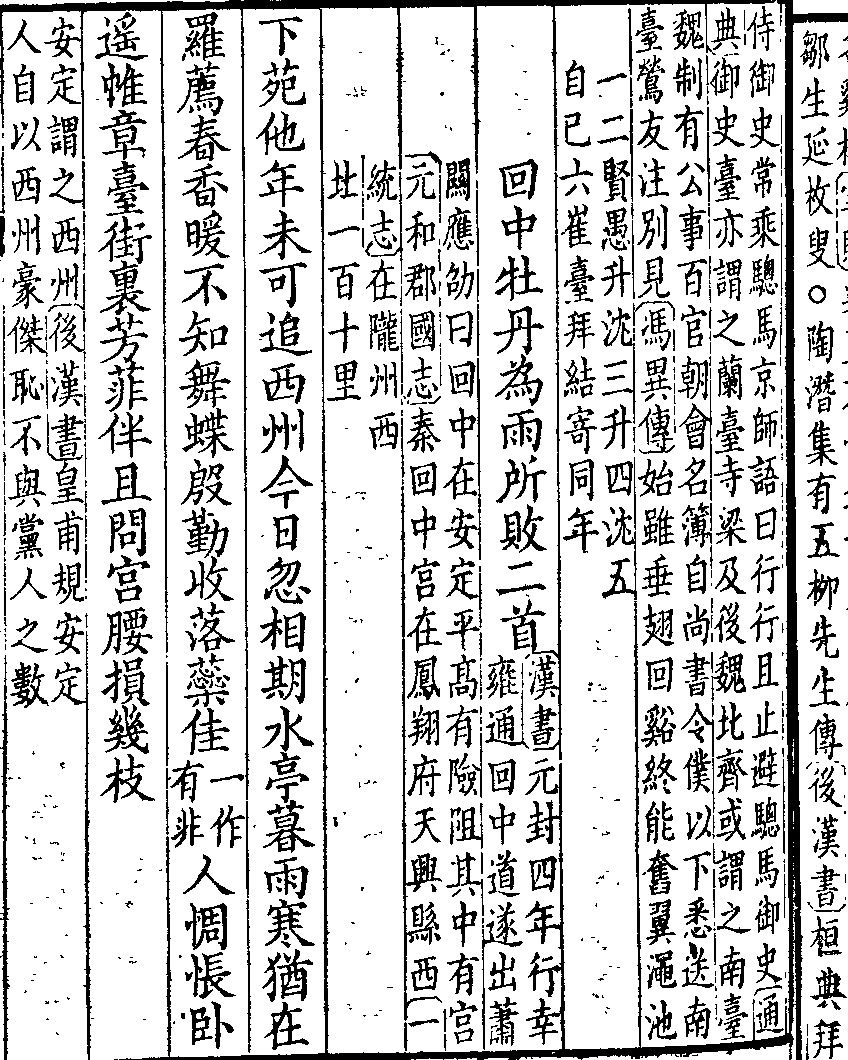 鄒生延枚叟○陶潛集有五柳先生傳後漢書桓典拜
侍御史常乘驄馬京師語曰行行且止避驄馬御史通
典御史臺亦謂之蘭臺寺梁及後魏北齊或謂之南臺
魏制有公事百官朝會名簿自尚書令僕以下悉送南
臺鶯友注別見馮異傳始雖垂翅回谿終能奮翼澠池
一二賢愚升沈三升四沈五
自己六崔臺拜結寄同年
回中牡丹為雨所敗二首
漢書元封四年行幸
雍通回中道遂出蕭
關應劭曰回中在安定平高有險阻其中有宮
元和郡國志秦回中宮在鳳翔府天興縣西一
統志在隴州西
北一百十里
下苑他年未可追西州今日忽相期水亭暮雨寒猶在
羅薦春香暖不知舞蝶殷勤收落蘂佳
一作
有非
人惆悵卧
遥帷章臺街裏芳菲伴且問宮腰損幾枝
安定謂之西州後漢書皇甫規安定
人自以西州豪傑恥不與黨人之數